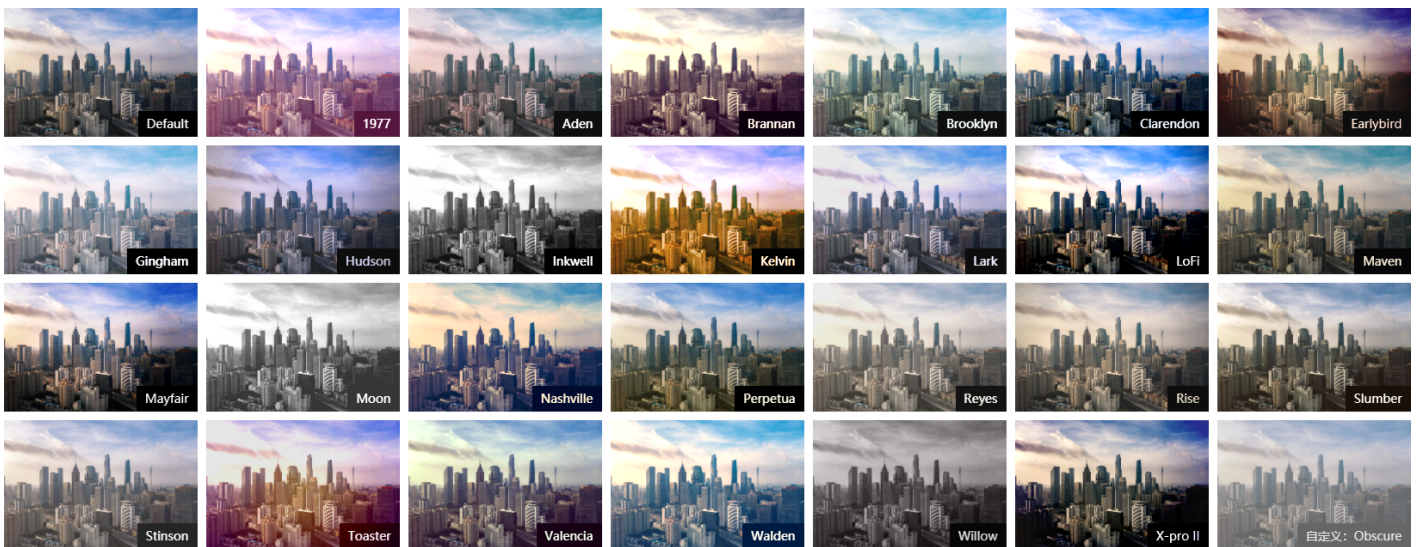 Default
1977
Aden
Brannan
Brooklyn
Clarendon
Earlybird
Gingham
Hudson
Inkwell
Kelvin
Lark
LoFi
Maven
Mayfair
Moon
Nashville
Perpetua
Reyes
Rise
Slumber
Stinson
Toaster
Valencia
Walden
Willow
X-pro II
自定义：Obscure